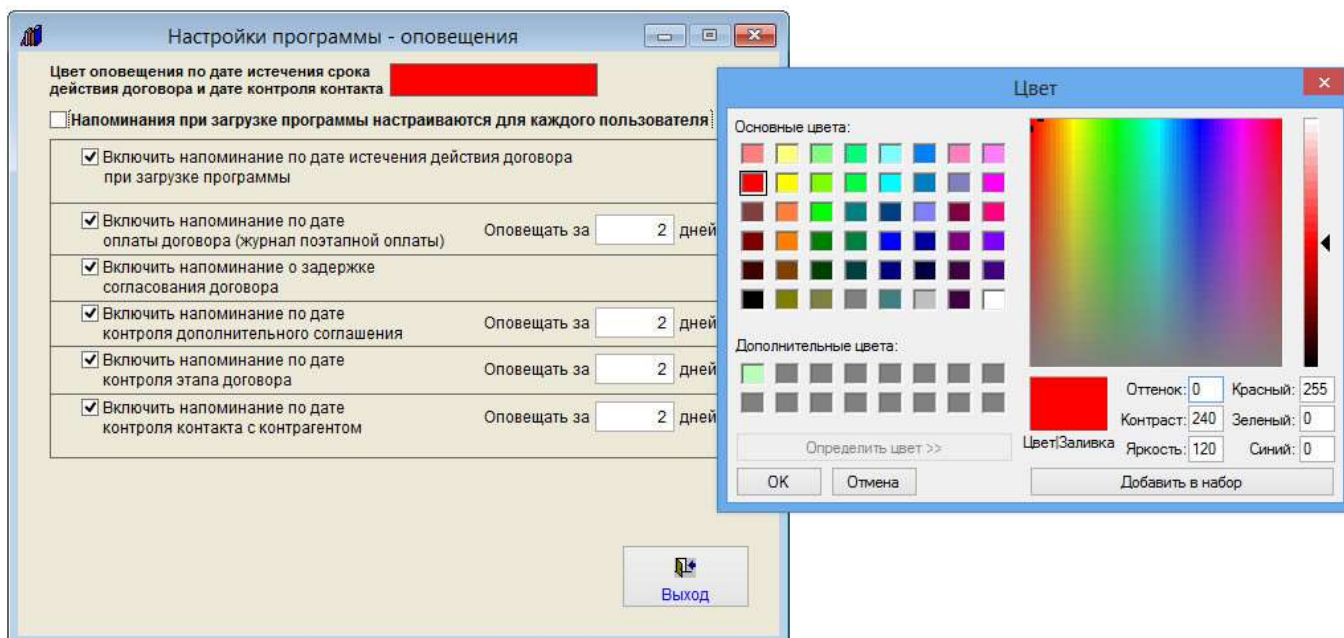 Настройки программы - оповещения
Цвет оповещения по дате истечения срока
действия договора и дате контроля контакта
Напоминания при загрузке программы настраиваются для каждого пользователя
Включить напоминание по дате истечения действия договора
при загрузке программы
Включить напоминание по дате
оплаты договора (журнал поэтапной оплаты)
Оповещать за 2 дней
Включить напоминание о задержке
согласования договора
Включить напоминание по дате
контроля дополнительного соглашения
Оповещать за 2 дней
Включить напоминание по дате
контроля этапа договора
Оповещать за 2 дней
Включить напоминание по дате
контроля контакта с контрагентом
Оповещать за 2 дней
Выход
Цвет
Основные цвета:
Дополнительные цвета:
Определить цвет >>
OK Отмена
Цвет|Заливка
Оттенок: 0 Красный: 255
Контраст: 240 Зеленый: 0
Яркость: 120 Синий: 0
Добавить в набор